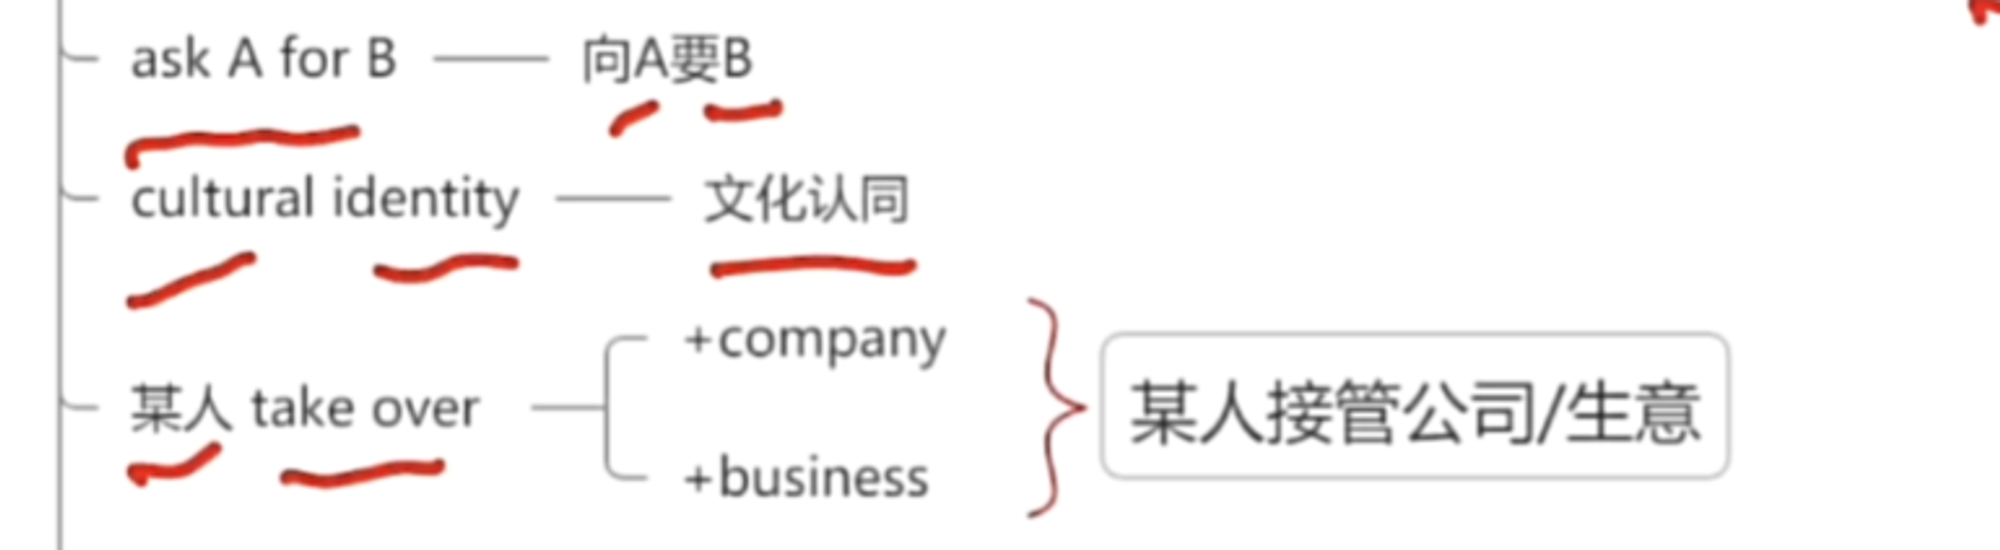 ask A for B 向A要B
cultural identity 文化认同
+company
某人 take over 某人接管公司/生意
+business